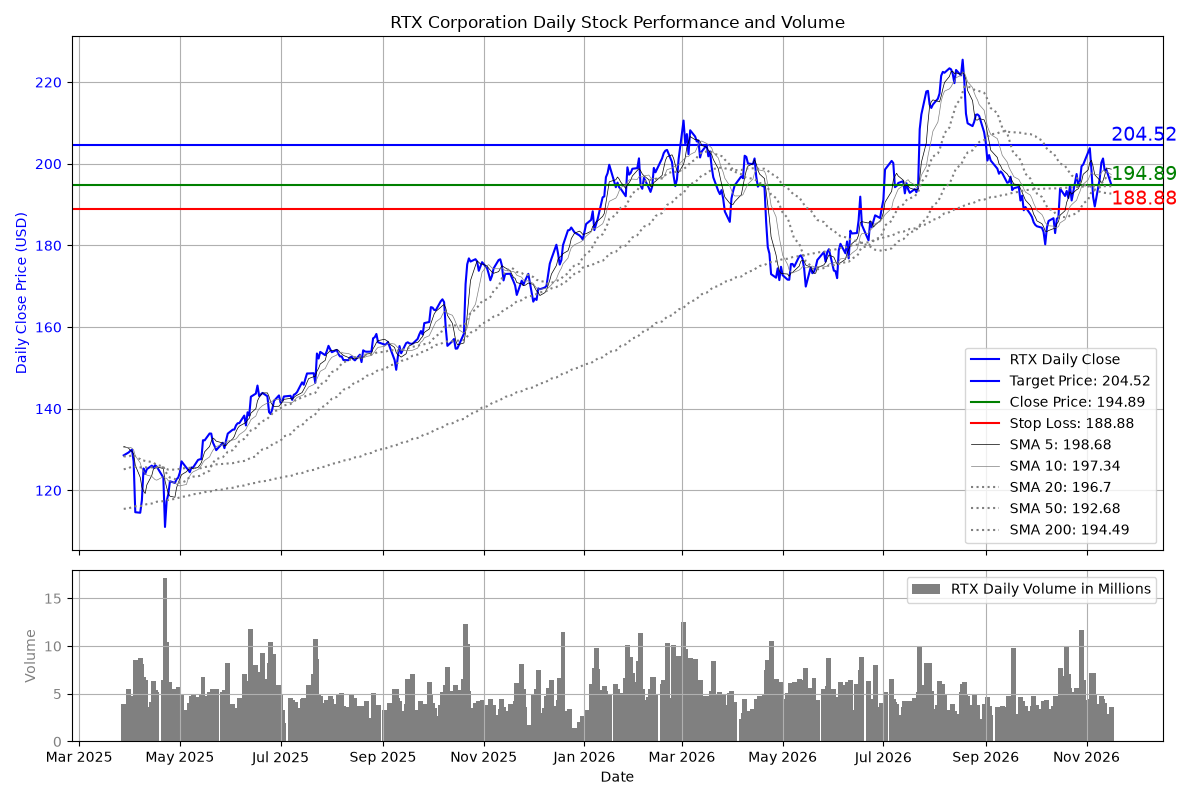 RTX Corporation Daily Stock Performance and Volume
Daily Close Price (USD)
220
200
180
160
140
120
204.52
194.89
188.88
RTX Daily Close
Target Price: 204.52
Close Price: 194.89
Stop Loss: 188.88
SMA 5: 198.68
SMA 10: 197.34
SMA 20: 196.7
SMA 50: 192.68
SMA 200: 194.49
Volume
15
10
5
0
RTX Daily Volume in Millions
Mar 2025 May 2025 Jul 2025 Sep 2025 Nov 2025 Jan 2026 Mar 2026 May 2026 Jul 2026 Sep 2026 Nov 2026
Date